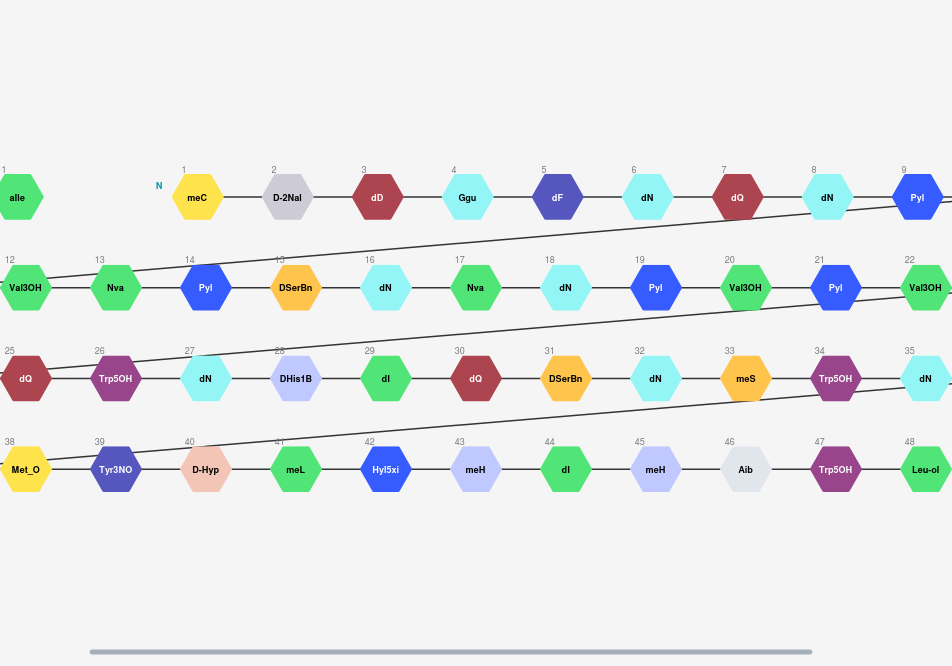 1 1 2 3 4 5 6 7 8 9
aIle N meC D-2Nal dD Ggu dF dN dQ dN Pyl
12 13 14 15 16 17 18 19 20 21 22
Val3OH Nva Pyl DSerBn dN Nva dN Pyl Val3OH Pyl Val3OH
25 26 27 28 29 30 31 32 33 34 35
dQ Trp5OH dN DHis1B dI dQ DSerBn dN meS Trp5OH dN
38 39 40 41 42 43 44 45 46 47 48
Met_O Tyr3NO D-Hyp meL Hyl5xi meH dI meH Aib Trp5OH Leu-ol